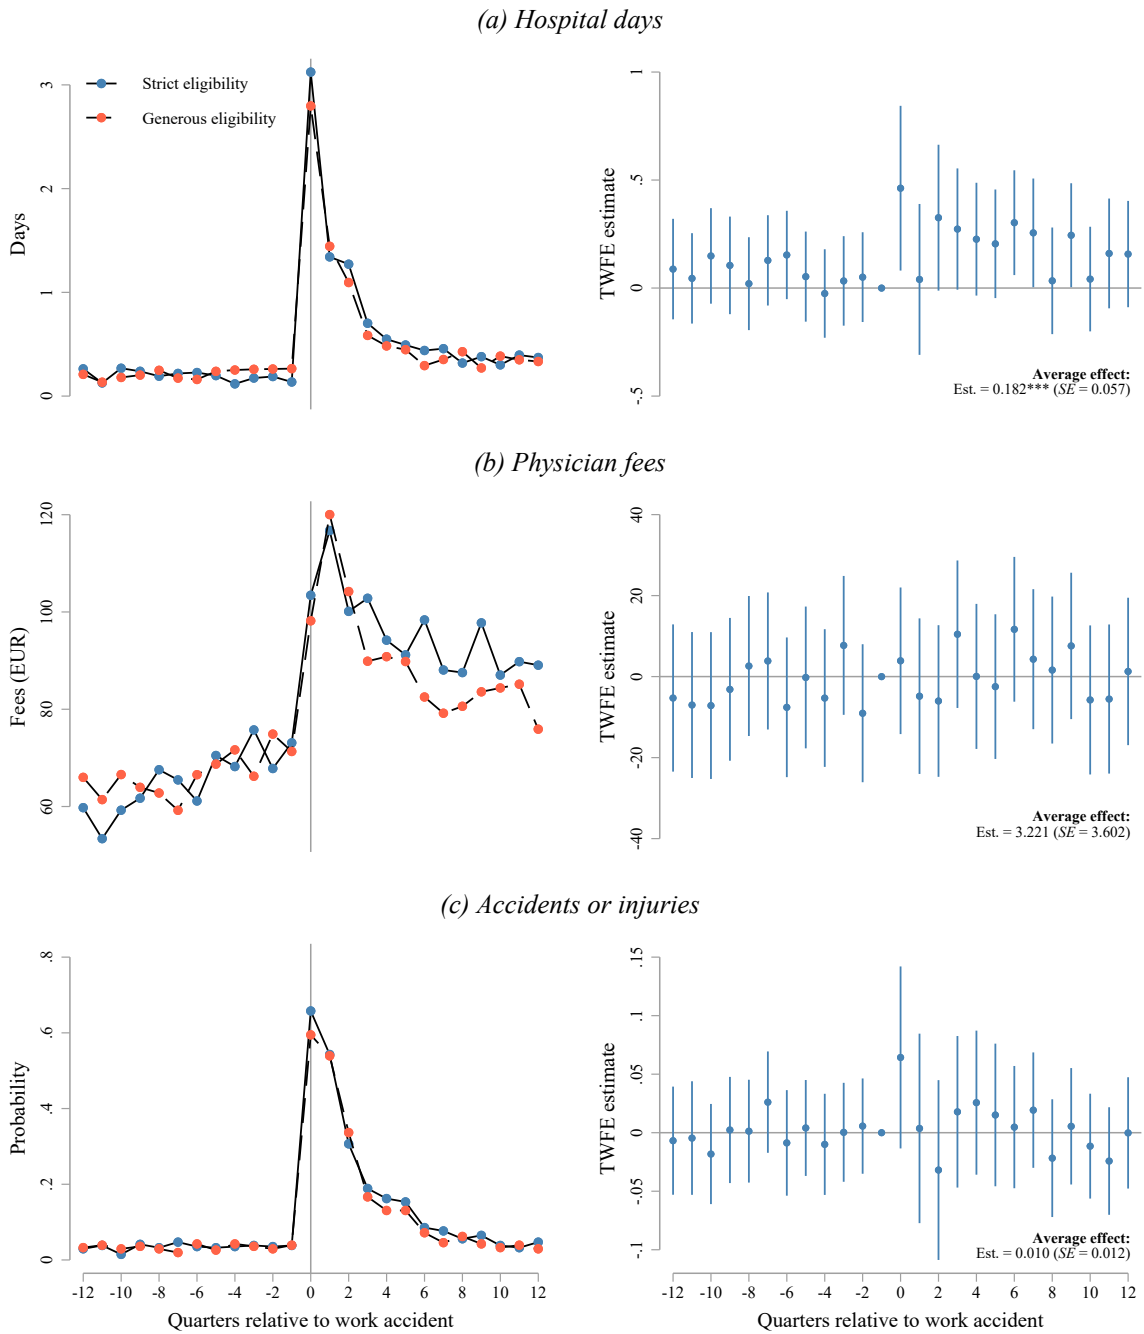 (a) Hospital days
Days
3
2
1
0
Strict eligibility
Generous eligibility
TWFE estimate
1
.5
0
-.5
Average effect:
Est. = 0.182*** (SE = 0.057)
(b) Physician fees
Fees (EUR)
120
100
80
60
TWFE estimate
40
20
0
20
-40
Average effect:
Est. = 3.221 (SE = 3.602)
(c) Accidents or injuries
Probability
.8
.6
.4
.2
0
-12 -10 -8 -6 -4 -2 0 2 4 6 8 10 12
Quarters relative to work accident
TWFE estimate
.15
.1
.05
0
-.05
-.1
Average effect:
Est. = 0.010 (SE = 0.012)
-12 -10 -8 -6 -4 -2 0 2 4 6 8 10 12
Quarters relative to work accident